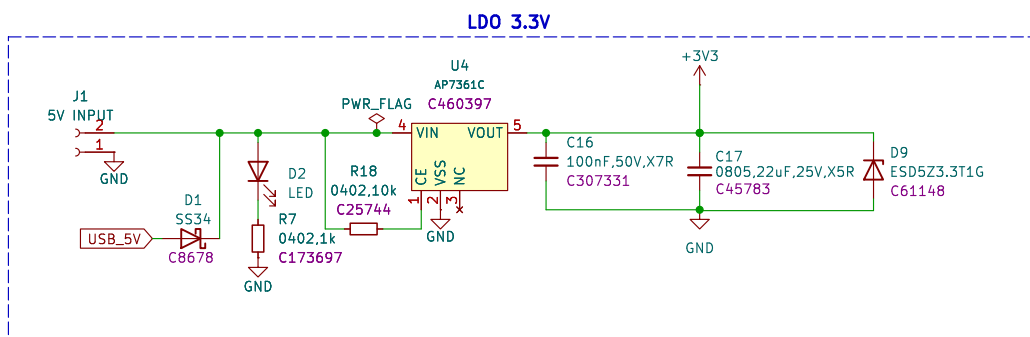 LDO 3.3V
J1
5V INPUT
2
1
GND
D1
SS34
USB_5V
C8678
D2
LED
R7
0402,1k
C173697
GND
R18
0402,10k
C25744
PWR_FLAG
U4
AP7361C
C460397
4
VIN
VOUT
5
CE
VSS
NC
1
2
3
GND
C16
100nF,50V,X7R
C307331
+3V3
C17
0805,22uF,25V,X5R
C45783
GND
D9
ESD5Z3.3T1G
C61148